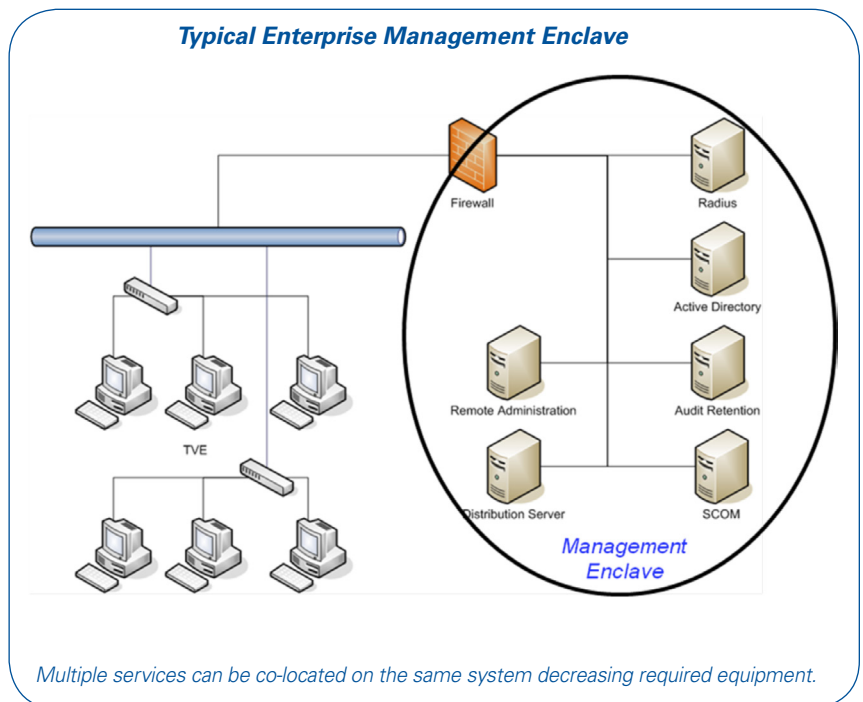 Typical Enterprise Management Enclave
Firewall
Radius
Active Directory
Remote Administration
Audit Retention
TVE
Distribution Server
SCOM
Management
Enclave
Multiple services can be co-located on the same system decreasing required equipment.